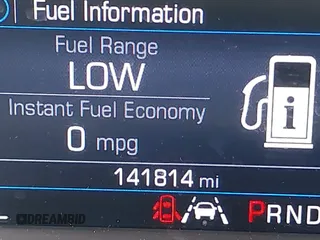 Fuel Information
Fuel Range
LOW
Instant Fuel Economy
0 mpg
141814 mi
PRND
DREAMBID